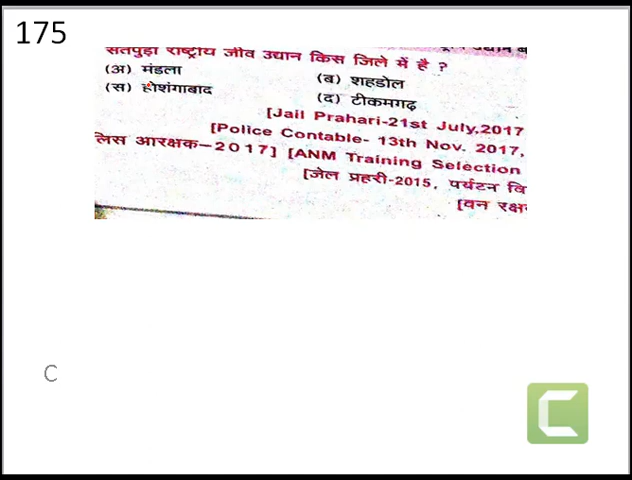 175
सतपुड़ा राष्ट्रीय जीव उद्यान किस जिले में है ?
(अ) मंडला
(ब) शहडोल
(स) होशंगाबाद
(द) टीकमगढ़
[Jail Prahari-21st July,2017
[Police Contable- 13th Nov. 2017,
लिस आरक्षक–2017] [ANM Training Selection
[जेल प्रहरी-2015, पर्यटन वि
[वन रक्ष
C